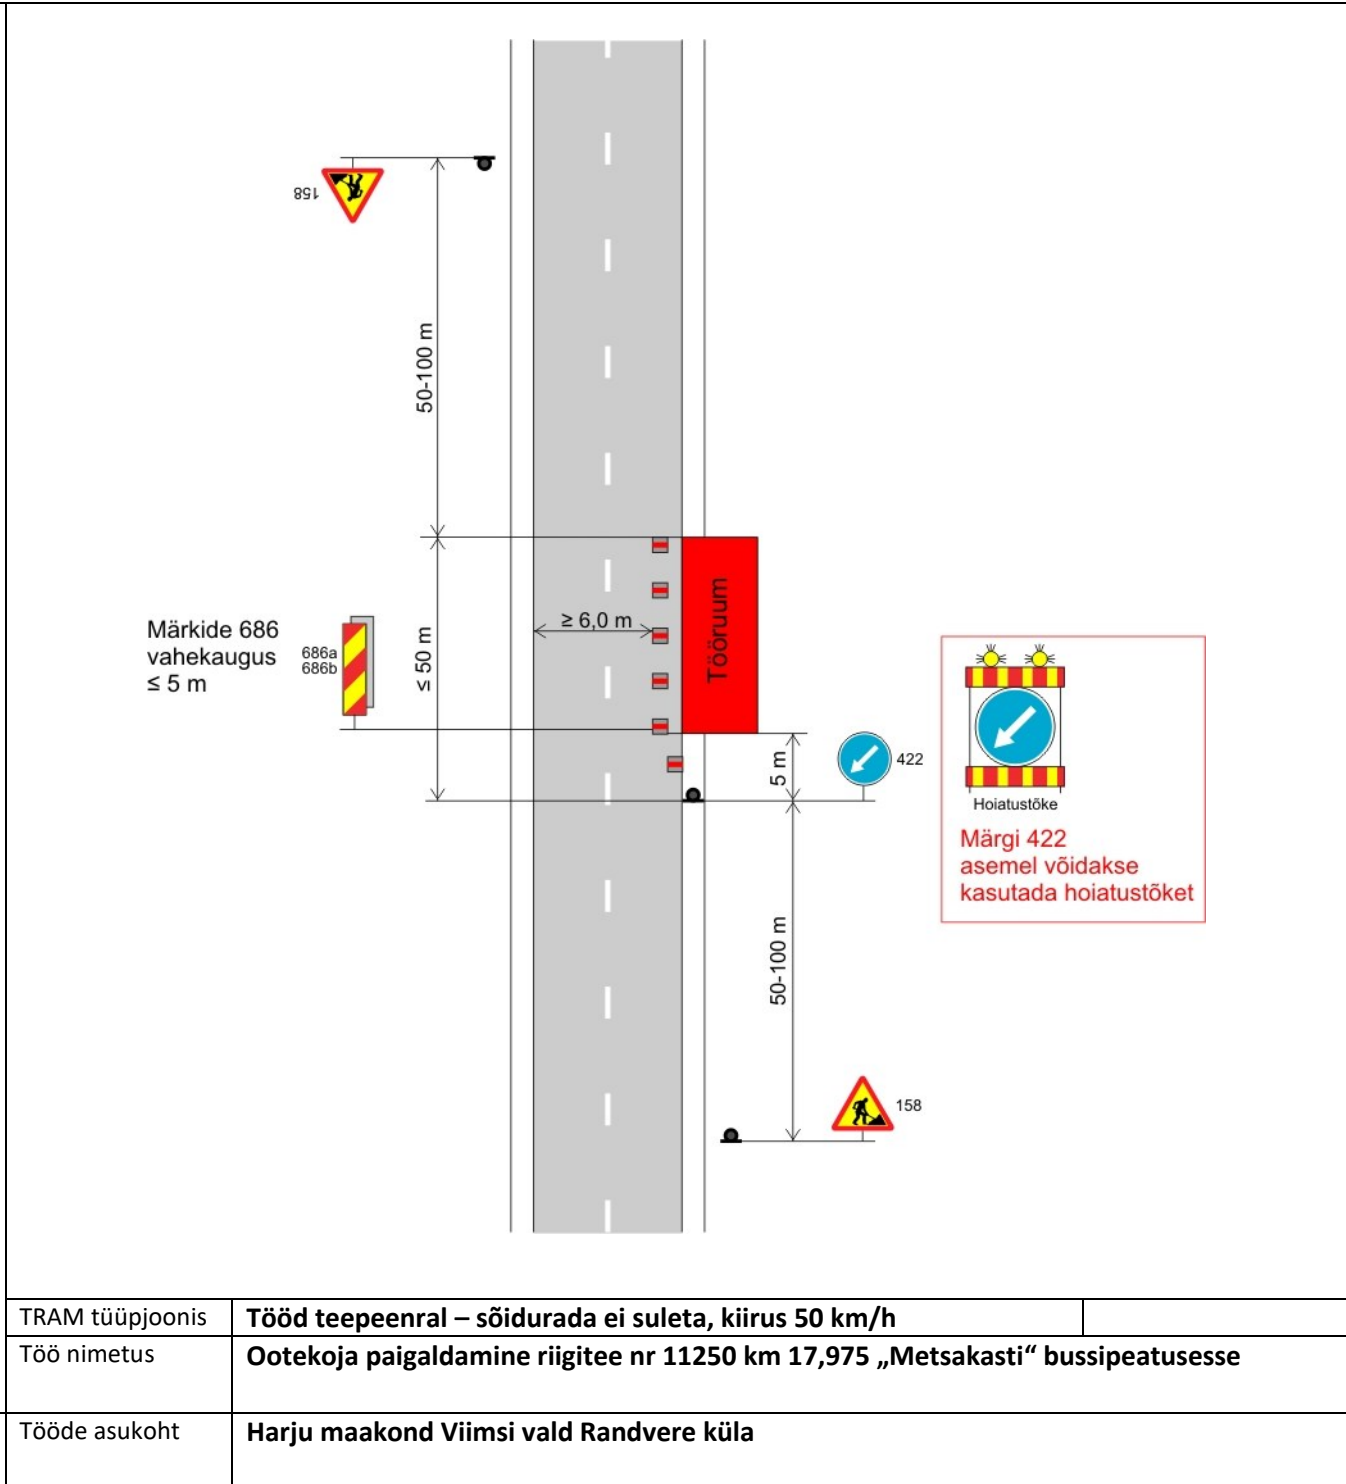 158
50-100 m
≥ 6,0 m
Tööruum
Märkide 686
vahekaugus
≤ 5 m
686a
686b
≤ 50 m
5 m
422
Hoiatustõke
Märgi 422
asemel võidakse
kasutada hoiatustõket
50-100 m
158
TRAM tüüpjoonis Tööd teepeenral – sõidurada ei suleta, kiirus 50 km/h
Töö nimetus Ootekoja paigaldamine riigitee nr 11250 km 17,975 „Metsakasti“ bussipeatusesse
Tööde asukoht Harju maakond Viimsi vald Randvere küla